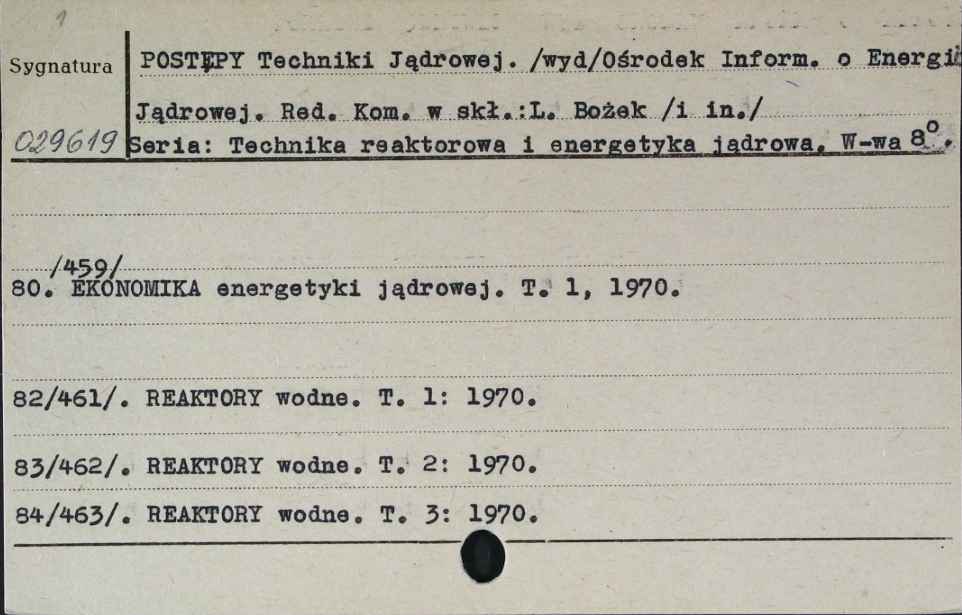 1
Sygnatura
POSTĘPY Techniki Jądrowej. /wyd/Ośrodek Inform. o Energii
Jądrowej. Red. Kom. w skł.:L. Bożek /i in./
029619
Seria: Technika reaktorowa i energetyka jądrowa. W-wa 8o.
/459/
80. EKONOMIKA energetyki jądrowej. T. 1, 1970.
82/461/. REAKTORY wodne. T. 1: 1970.
83/462/. REAKTORY wodne. T. 2: 1970.
84/463/. REAKTORY wodne. T. 3: 1970.